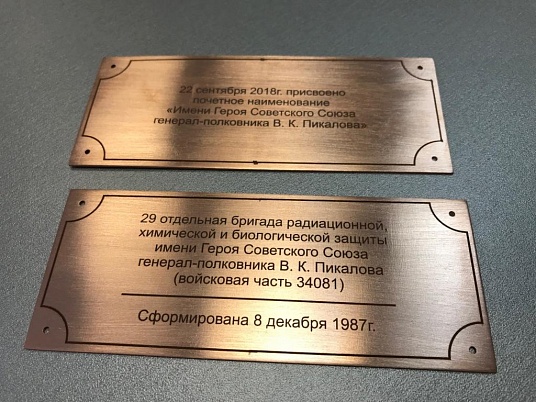 22 сентября 2018г. присвоено
почетное наименование
«Имени Героя Советского Союза
генерал-полковника В. К. Пикалова»
29 отдельная бригада радиационной,
химической и биологической защиты
имени Героя Советского Союза
генерал-полковника В. К. Пикалова
(войсковая часть 34081)
Сформирована 8 декабря 1987г.